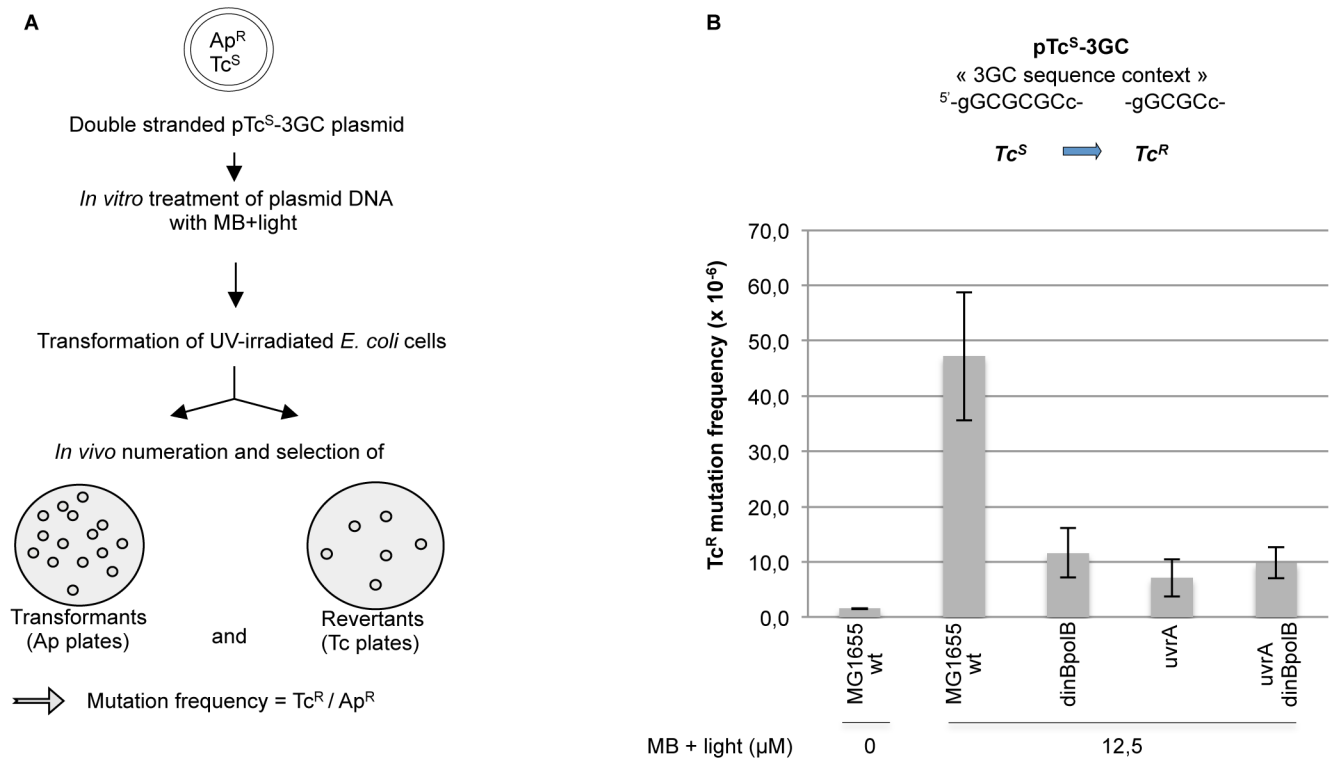 A
Ap^R
Tc^S
Double stranded pTc^S-3GC plasmid
In vitro treatment of plasmid DNA
with MB+light
Transformation of UV-irradiated E. coli cells
In vivo numeration and selection of
Transformants
(Ap plates)
and
Revertants
(Tc plates)
Mutation frequency = Tc^R / Ap^R
B
pTc^S-3GC
« 3GC sequence context »
5'-gGCGCGCc- -gGCGCc-
Tc^S Tc^R
Tc^R mutation frequency (x 10^-6)
70,0
60,0
50,0
40,0
30,0
20,0
10,0
0,0
MG1655
wt
MG1655
wt
dinBpolB
uvrA
uvrA
dinBpolB
MB + light (µM) 0 12,5